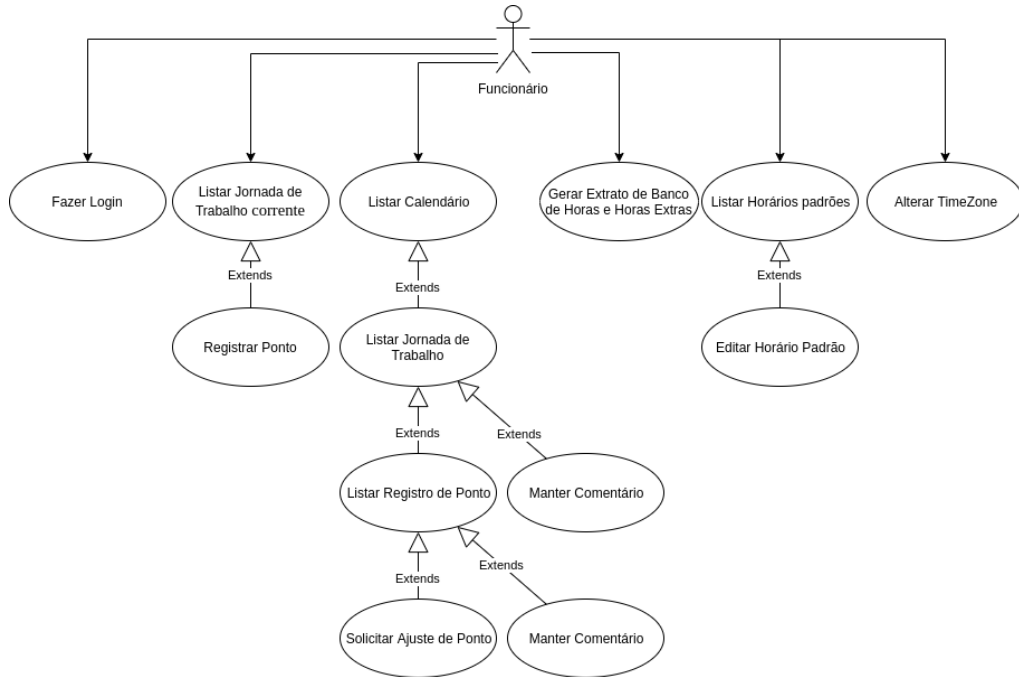 Funcionário
Fazer Login
Listar Jornada de
Trabalho corrente
Listar Calendário
Gerar Extrato de Banco
de Horas e Horas Extras
Listar Horários padrões
Alterar TimeZone
Extends
Extends
Extends
Registrar Ponto
Listar Jornada de
Trabalho
Editar Horário Padrão
Extends
Extends
Listar Registro de Ponto
Manter Comentário
Extends
Extends
Solicitar Ajuste de Ponto
Manter Comentário